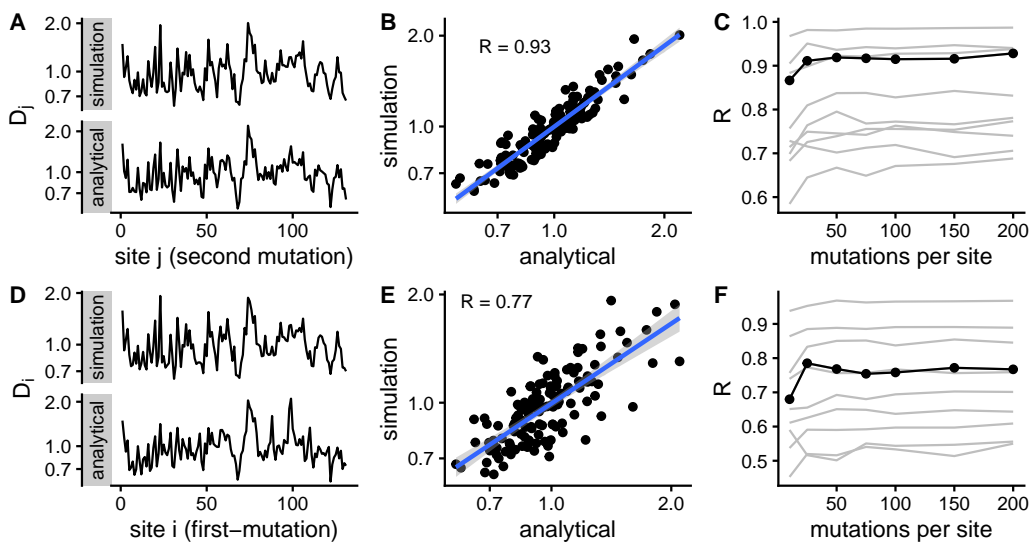 A
D_j
simulation
2.0
1.0
0.7
analytical
2.0
1.0
0.7
0
50
100
site j (second mutation)
B
simulation
2.0
1.0
0.7
R = 0.93
0.7
1.0
2.0
analytical
C
R
1.0
0.9
0.8
0.7
0.6
0
50
100
150
200
mutations per site
D
D_i
simulation
2.0
1.0
0.7
analytical
2.0
1.0
0.7
0
50
100
site i (first−mutation)
E
simulation
2.0
1.0
0.7
R = 0.77
0.7
1.0
2.0
analytical
F
R
0.9
0.8
0.7
0.6
0.5
0
50
100
150
200
mutations per site